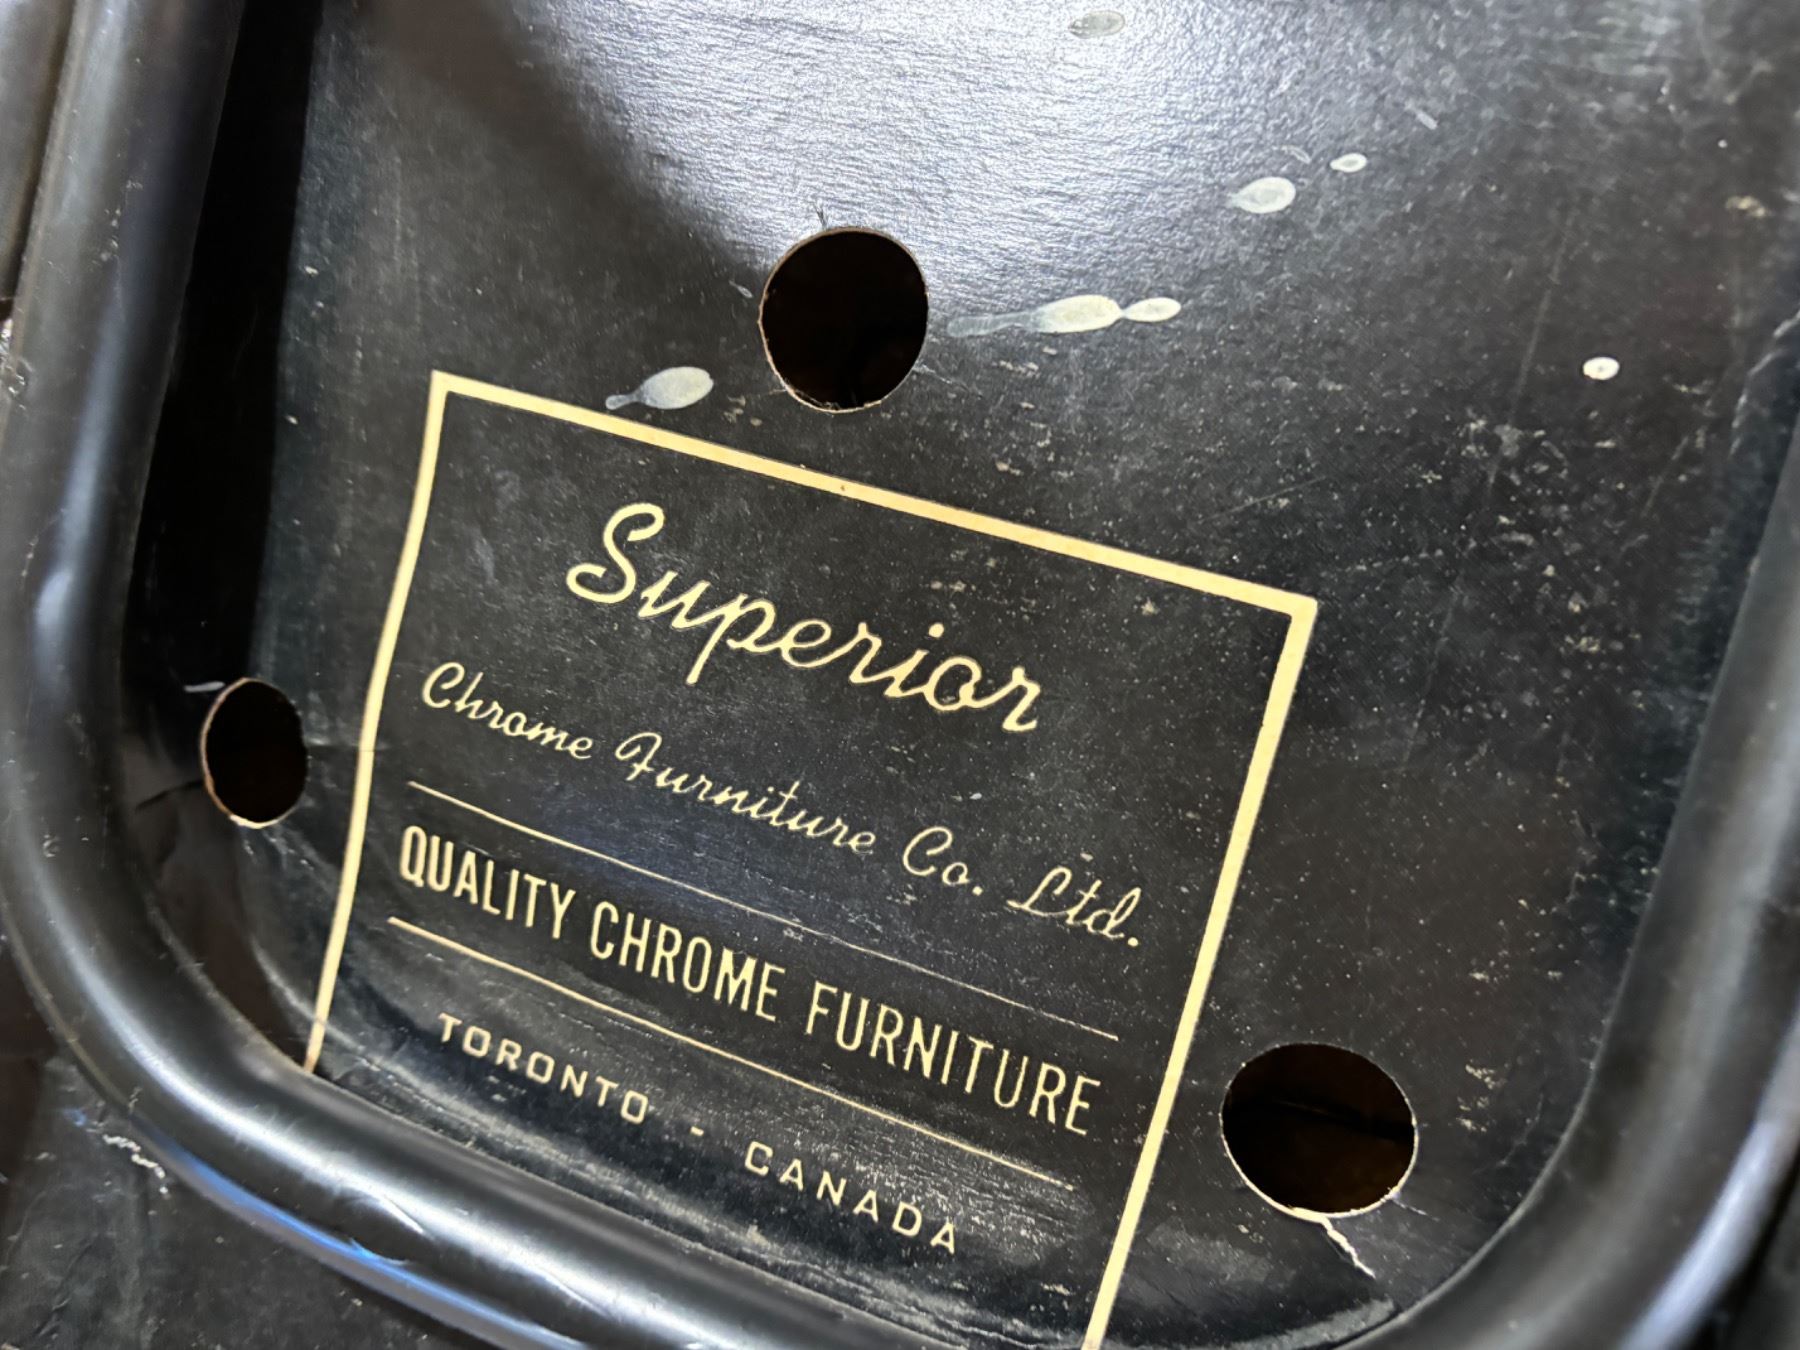 Superior
Chrome Furniture Co. Ltd.
QUALITY CHROME FURNITURE
TORONTO - CANADA